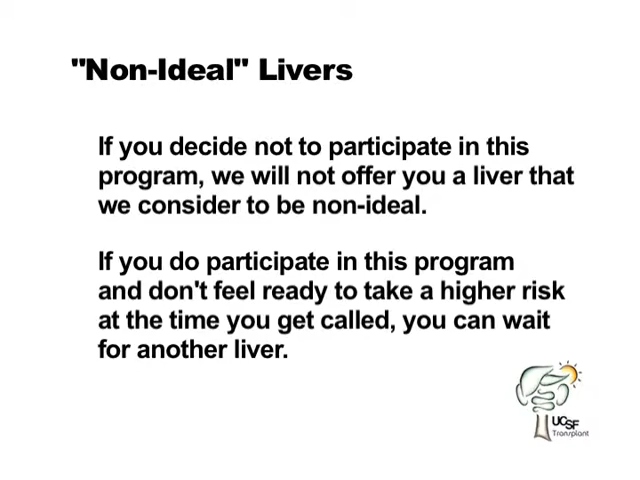 "Non-Ideal" Livers
If you decide not to participate in this
program, we will not offer you a liver that
we consider to be non-ideal.
If you do participate in this program
and don't feel ready to take a higher risk
at the time you get called, you can wait
for another liver.
UCSF
Transplant